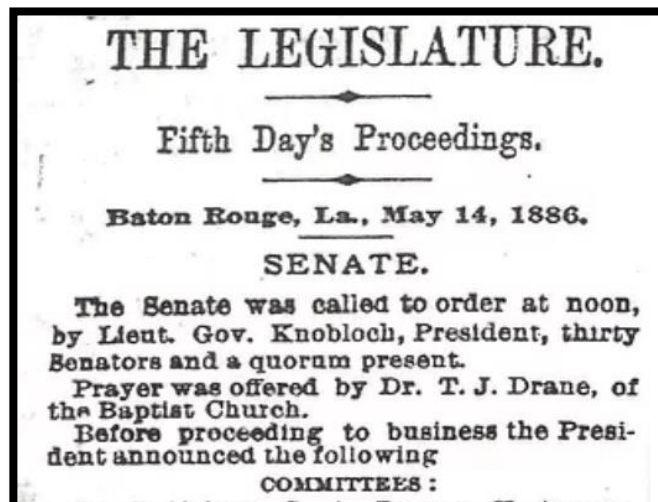 THE LEGISLATURE.
Fifth Day's Proceedings.
Baton Rouge, La., May 14, 1886.
SENATE.
The Senate was called to order at noon,
by Lieut. Gov. Knobloch, President, thirty
Senators and a quorum present.
Prayer was offered by Dr. T. J. Drane, of
the Baptist Church.
Before proceeding to business the Presi-
dent announced the following
COMMITTEES: